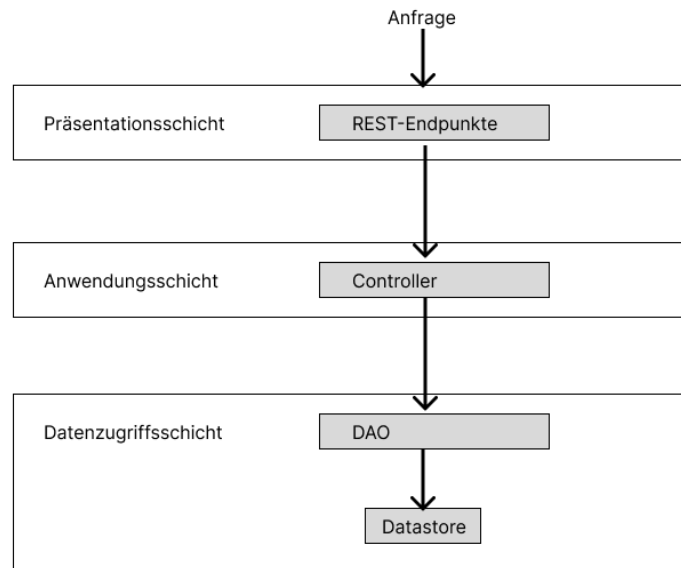 Anfrage
Präsentationsschicht
REST-Endpunkte
Anwendungsschicht
Controller
Datenzugriffsschicht
DAO
Datastore